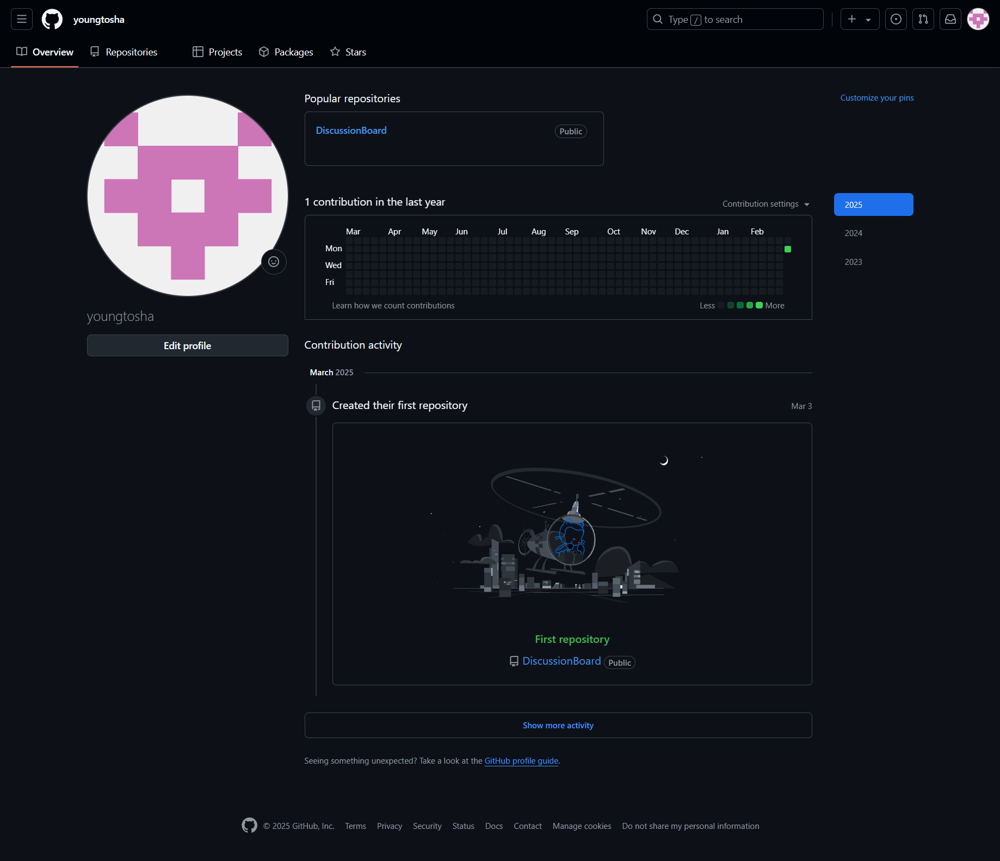 youngtosha
Type / to search
Overview
Repositories
Projects
Packages
Stars
Popular repositories
Customize your pins
DiscussionBoard
Public
1 contribution in the last year
Contribution settings
2025
2024
2023
Mar Apr May Jun Jul Aug Sep Oct Nov Dec Jan Feb
Mon
Wed
Fri
Learn how we count contributions
Less More
youngtosha
Edit profile
Contribution activity
March 2025
Created their first repository
Mar 3
First repository
DiscussionBoard Public
Show more activity
Seeing something unexpected? Take a look at the GitHub profile guide.
© 2025 GitHub, Inc. Terms Privacy Security Status Docs Contact Manage cookies Do not share my personal information